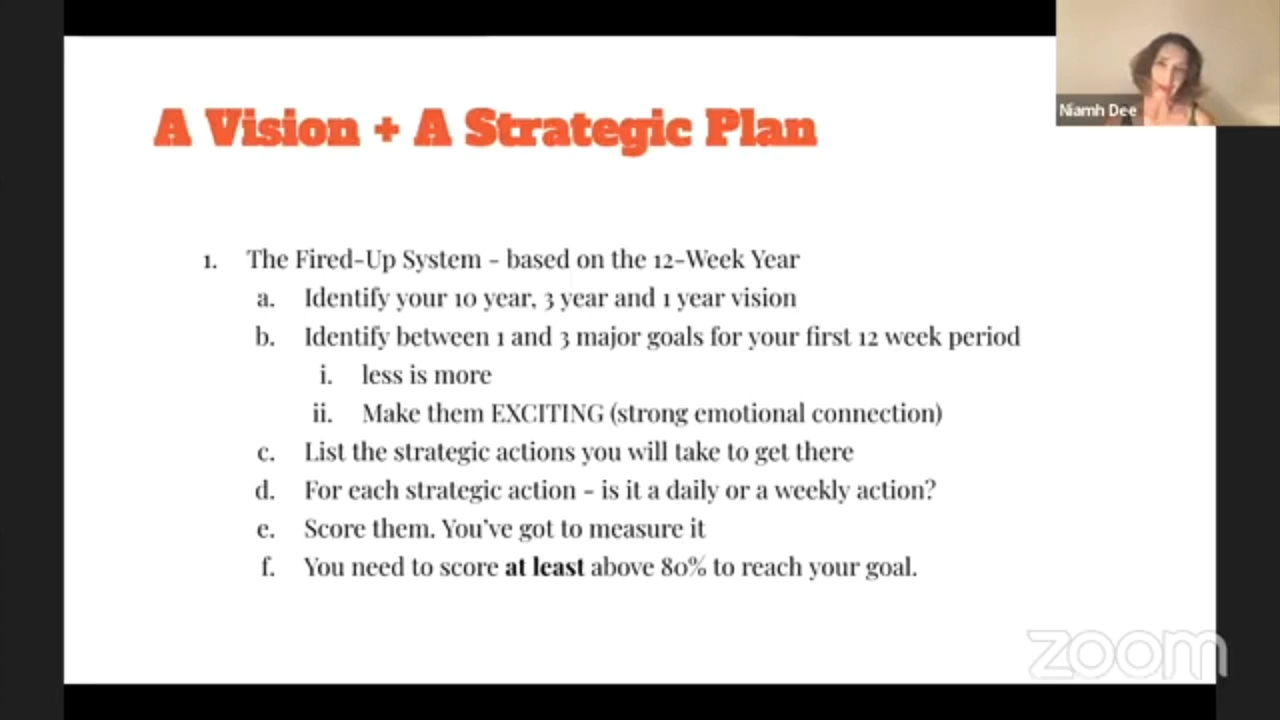 A Vision + A Strategic Plan
Niamh Dee
1. The Fired-Up System - based on the 12-Week Year
a. Identify your 10 year, 3 year and 1 year vision
b. Identify between 1 and 3 major goals for your first 12 week period
i. less is more
ii. Make them EXCITING (strong emotional connection)
c. List the strategic actions you will take to get there
d. For each strategic action - is it a daily or a weekly action?
e. Score them. You've got to measure it
f. You need to score at least above 80% to reach your goal.
zoom